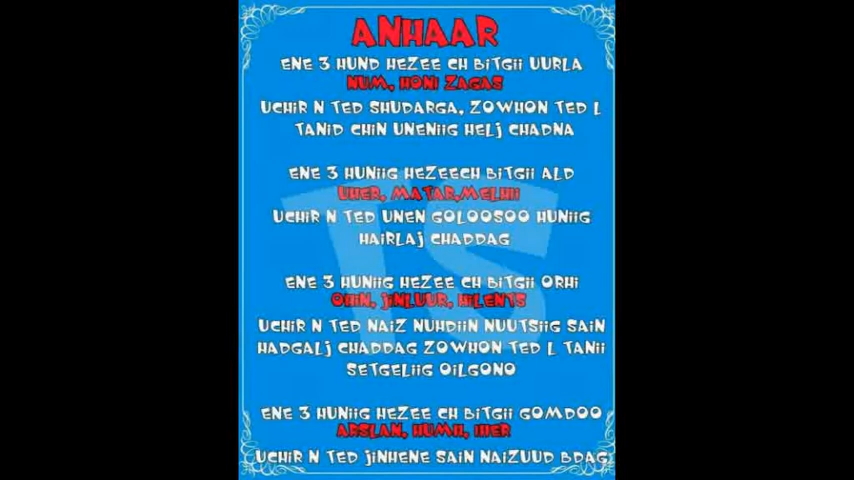 ANHAAR
ENE 3 HUND HEZEE CH BITGII UURLA
NUM, HONI ZAGAS
UCHIR N TED SHUDARGA, ZOWHON TED L
TANID CHIN UNENIIG HELJ CHADNA
ENE 3 HUNIIG HEZEECH BITGII ALD
UHER, MATAR,MELHII
UCHIR N TED UNEN GOLOOSOO HUNIIG
HAIRLAJ CHADDAG
ENE 3 HUNIIG HEZEE CH BITGII ORHI
OHIN, JINLUUR, HILENTS
UCHIR N TED NAIZ NUHDIIN NUUTSIIG SAIN
HADGALJ CHADDAG ZOWHON TED L TANII
SETGELIIG OILGONO
ENE 3 HUNIIG HEZEE CH BITGII GOMDOO
ARSLAN, HUMH, IHER
UCHIR N TED JINHENE SAIN NAIZUUD BDAG